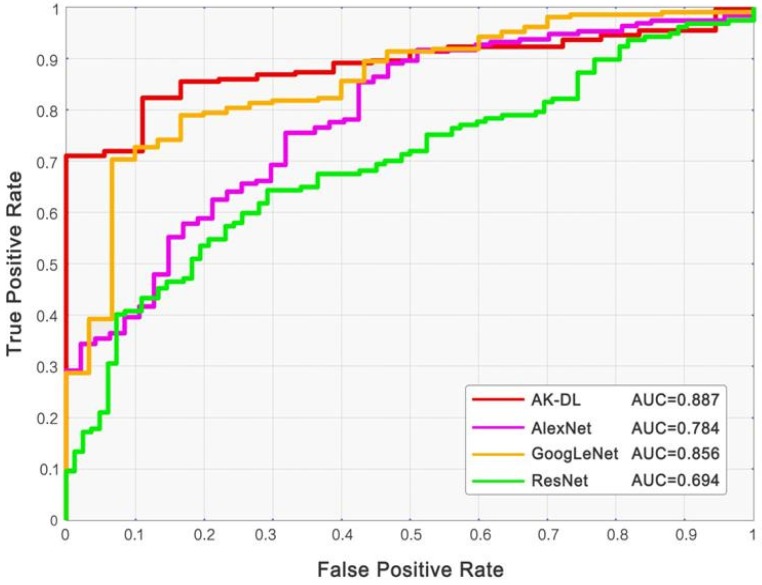 1
0.9
0.8
0.7
0.6
0.5
0.4
0.3
0.2
0.1
0
True Positive Rate
AK-DL AUC=0.887
AlexNet AUC=0.784
GoogLeNet AUC=0.856
ResNet AUC=0.694
0 0.1 0.2 0.3 0.4 0.5 0.6 0.7 0.8 0.9 1
False Positive Rate